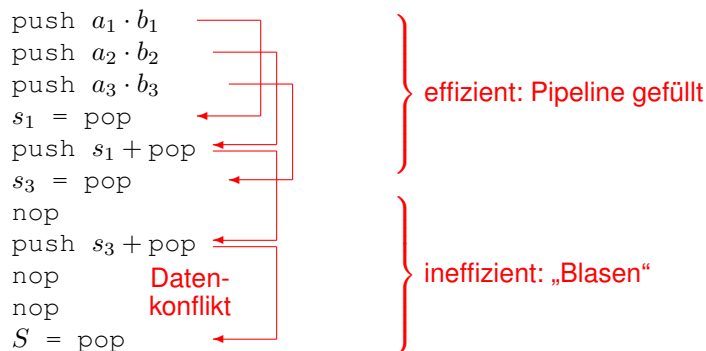 push a₁ · b₁
push a₂ · b₂
push a₃ · b₃
s₁ = pop
effizient: Pipeline gefüllt
push s₁ + pop
s₃ = pop
nop
push s₃ + pop
nop
ineffizient: „Blasen“
Daten-
konflikt
nop
S = pop